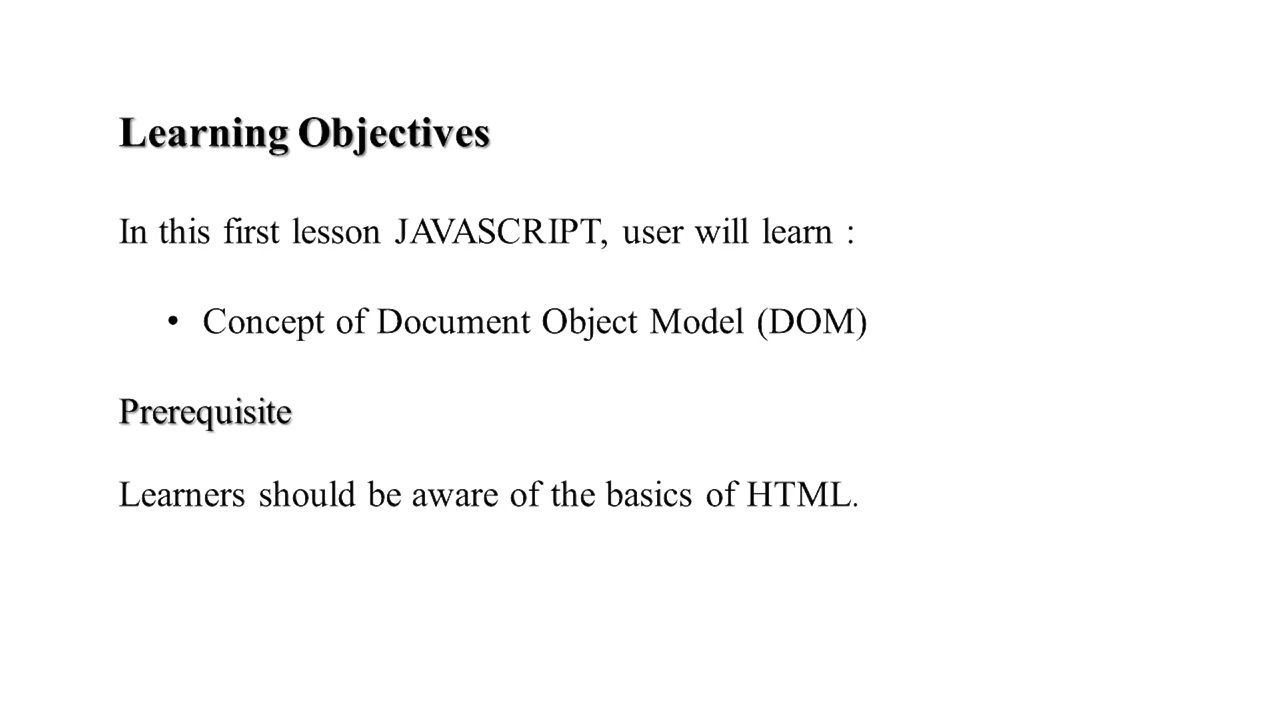 Learning Objectives
In this first lesson JAVASCRIPT, user will learn :
• Concept of Document Object Model (DOM)
Prerequisite
Learners should be aware of the basics of HTML.